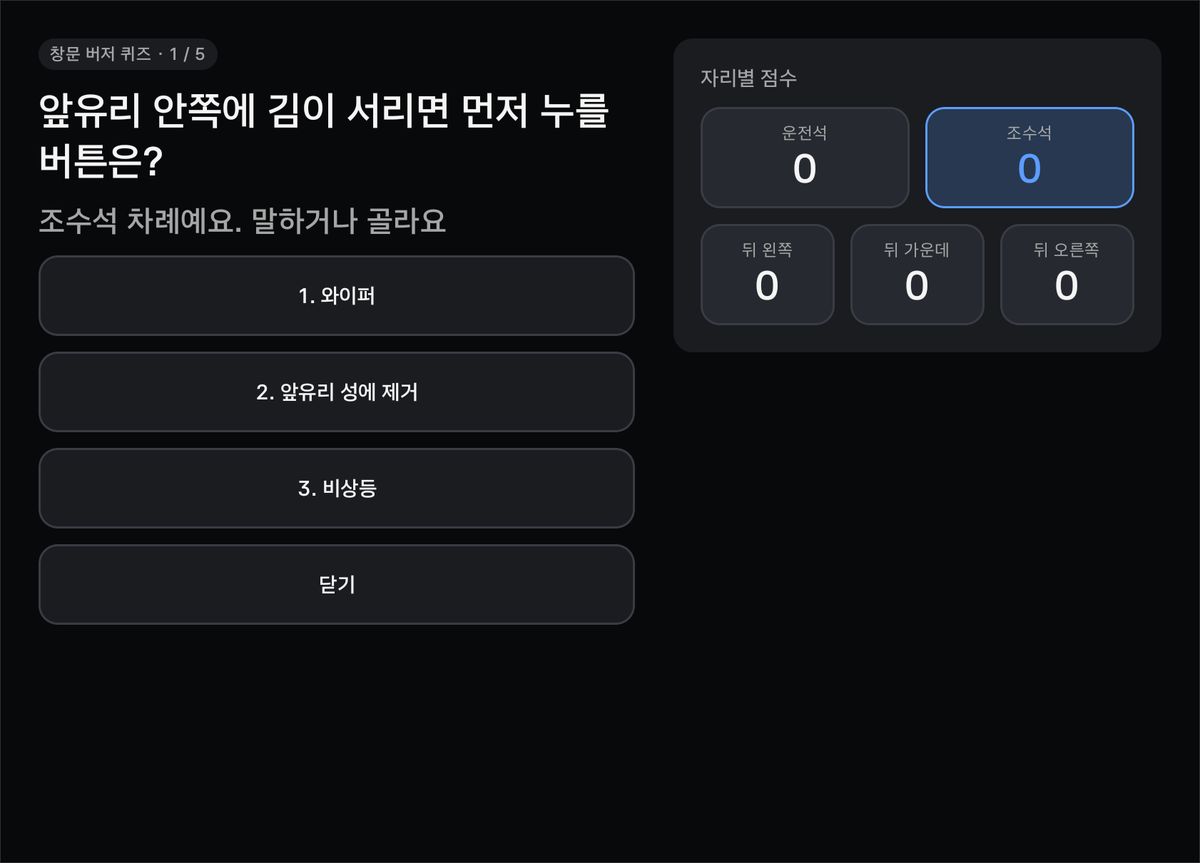 창문 버저 퀴즈 · 1 / 5
앞유리 안쪽에 김이 서리면 먼저 누를
버튼은?
조수석 차례예요. 말하거나 골라요
1. 와이퍼
2. 앞유리 성에 제거
3. 비상등
닫기
자리별 점수
운전석
0
조수석
0
뒤 왼쪽
0
뒤 가운데
0
뒤 오른쪽
0